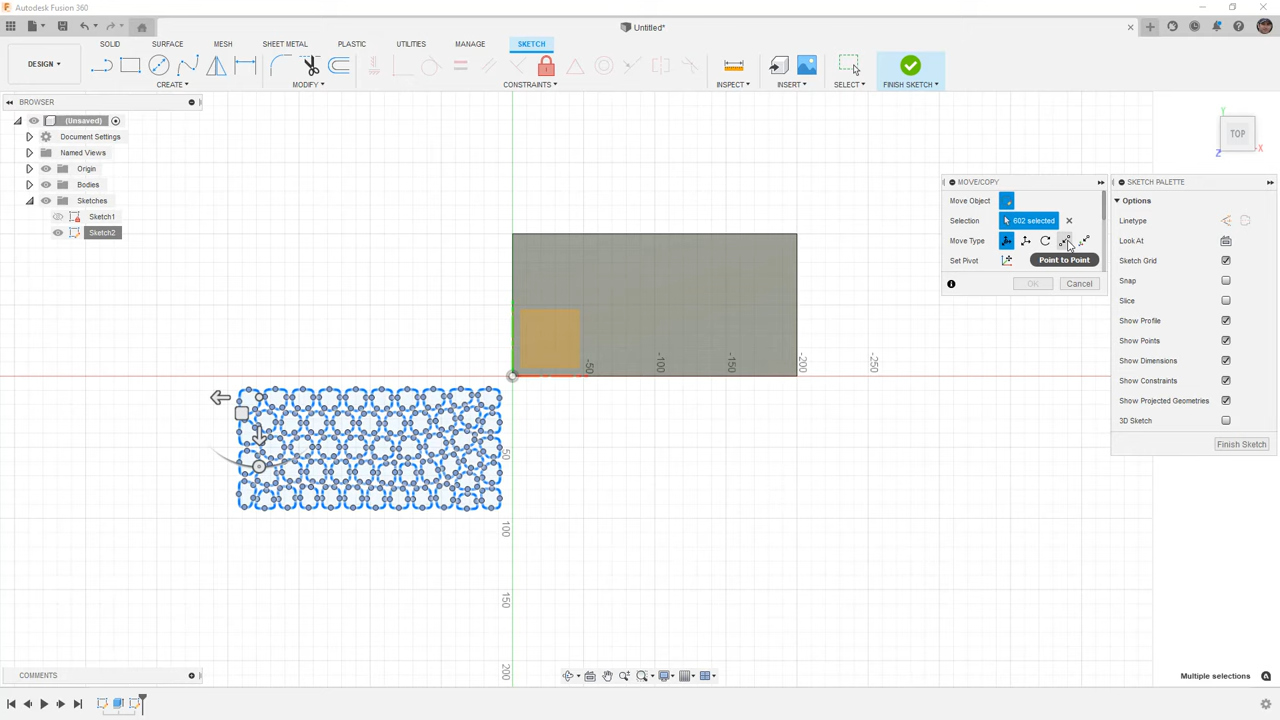 Autodesk Fusion 360
Untitled*
SOLID SURFACE MESH SHEET METAL PLASTIC UTILITIES MANAGE SKETCH
DESIGN
CREATE MODIFY CONSTRAINTS INSPECT INSERT SELECT FINISH SKETCH
BROWSER
(Unsaved)
Document Settings
Named Views
Origin
Bodies
Sketches
Sketch1
Sketch2
TOP
Y
X
Z
MOVE/COPY
Move Object
Selection 602 selected
Move Type
Set Pivot
Point to Point
OK Cancel
SKETCH PALETTE
Options
Linetype
Look At
Sketch Grid
Snap
Slice
Show Profile
Show Points
Show Dimensions
Show Constraints
Show Projected Geometries
3D Sketch
Finish Sketch
-50
-100
-150
-200
-250
50
100
150
200
COMMENTS
Multiple selections